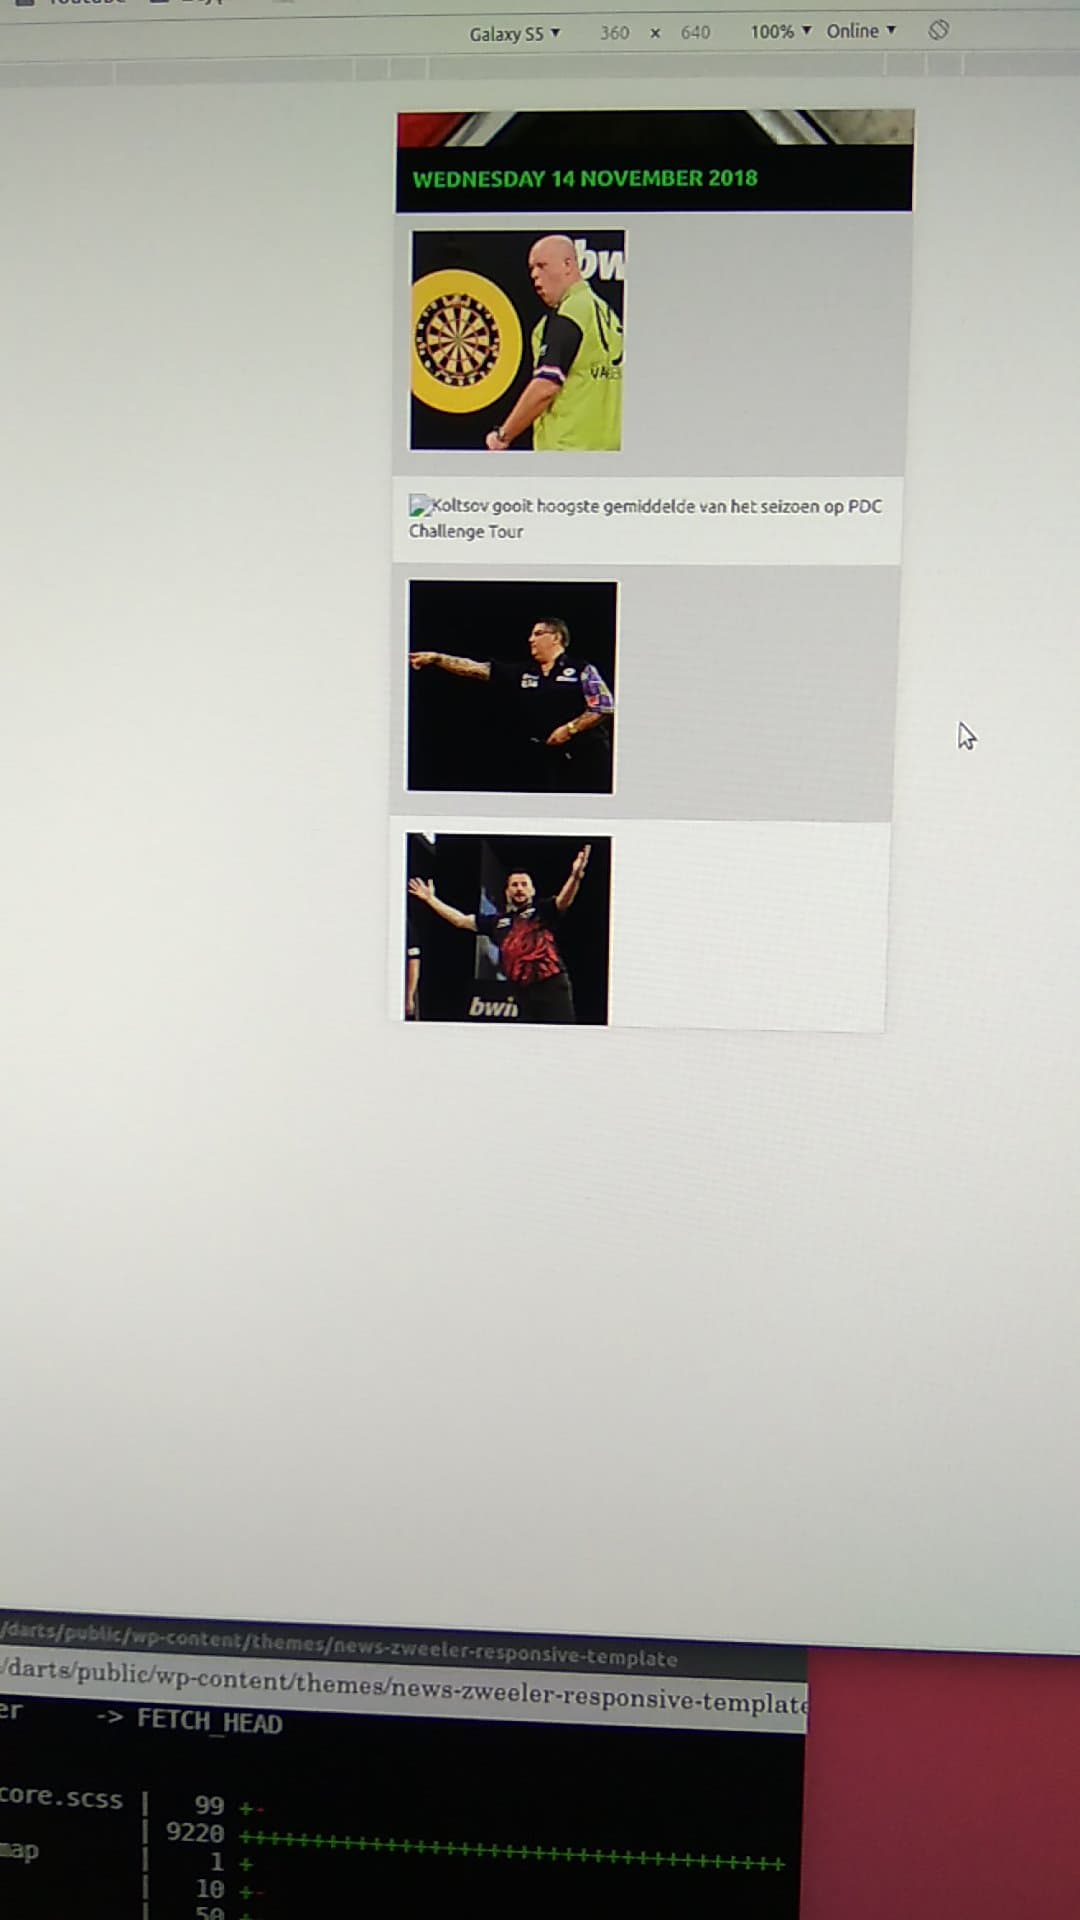 Galaxy S5 ▼ 360 x 640 100% ▼ Online ▼
WEDNESDAY 14 NOVEMBER 2018
bw
Koltsov gooit hoogste gemiddelde van het seizoen op PDC
Challenge Tour
bwin
/darts/public/wp-content/themes/news-zweeler-responsive-template
/darts/public/wp-content/themes/news-zweeler-responsive-template
er -> FETCH_HEAD
core.scss | 99 +-
| 9220 +++++++++++++++++++++++++++++++++++++++++++++
map | 1 +
| 10 +-
| 50